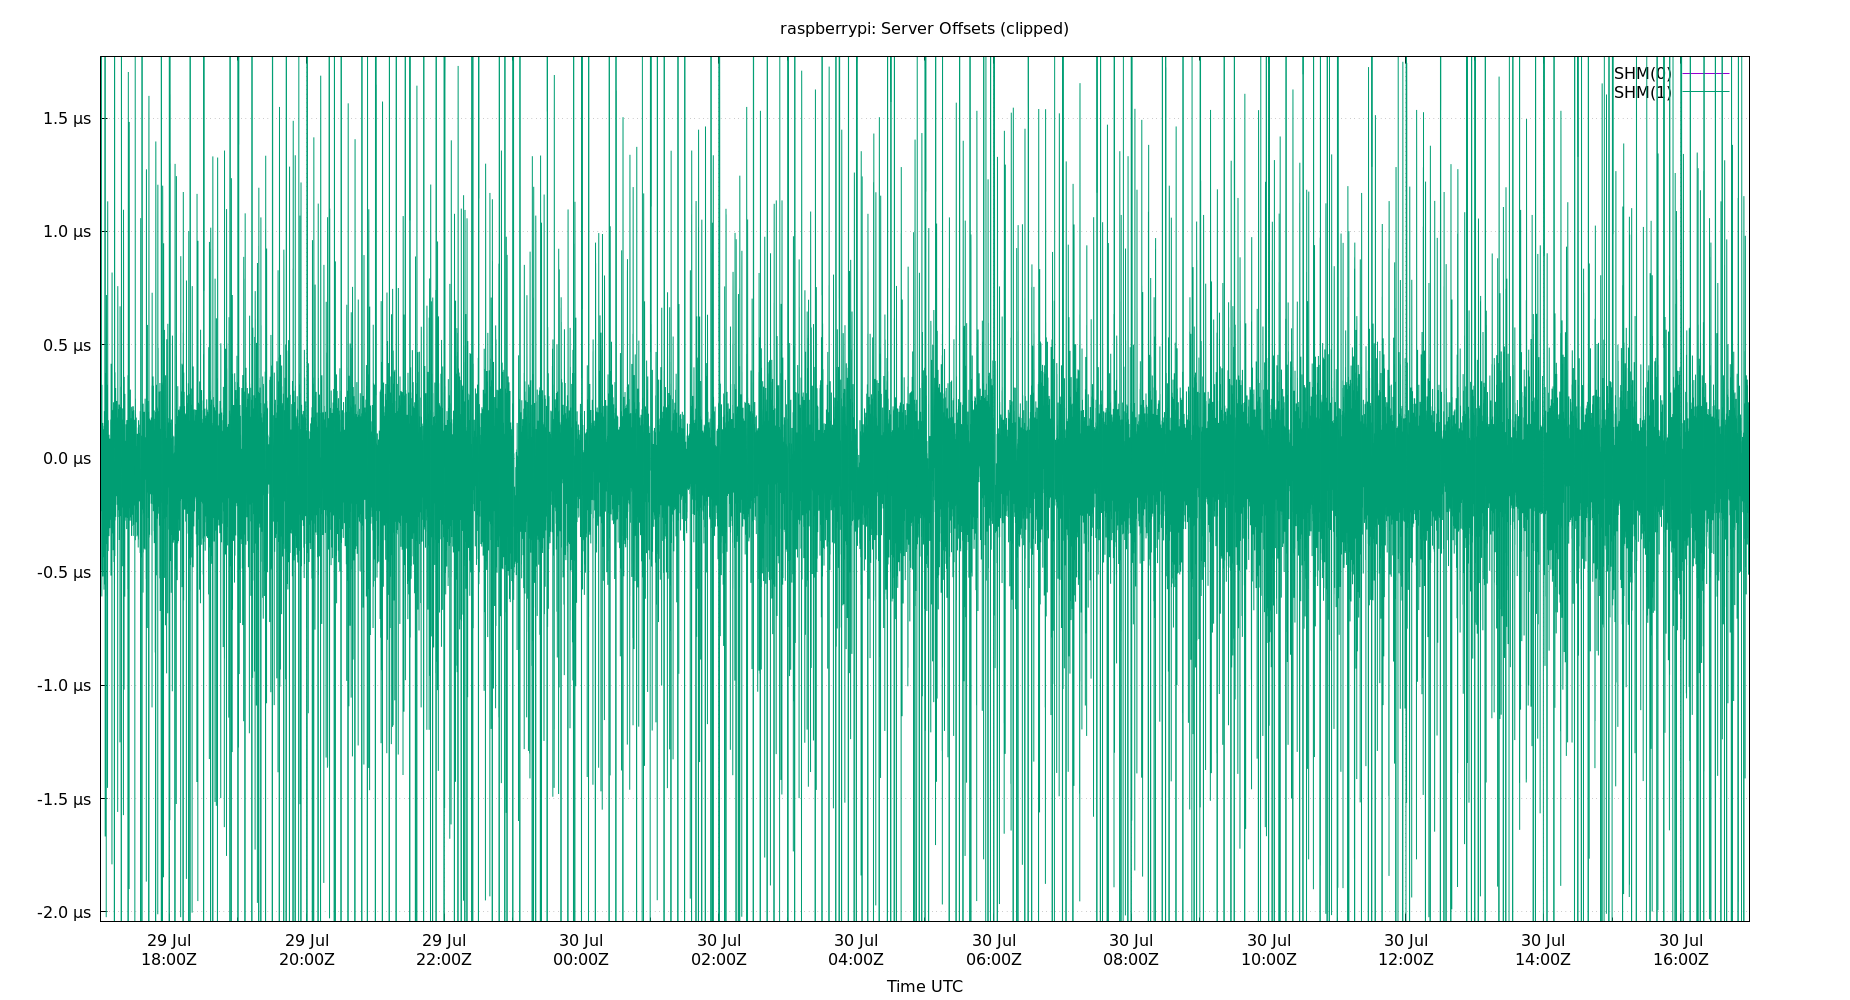 raspberrypi: Server Offsets (clipped)
SHM(0)
SHM(1)
1.5 µs
1.0 µs
0.5 µs
0.0 µs
-0.5 µs
-1.0 µs
-1.5 µs
-2.0 µs
29 Jul 29 Jul 29 Jul 30 Jul 30 Jul 30 Jul 30 Jul 30 Jul 30 Jul 30 Jul 30 Jul 30 Jul
18:00Z 20:00Z 22:00Z 00:00Z 02:00Z 04:00Z 06:00Z 08:00Z 10:00Z 12:00Z 14:00Z 16:00Z
Time UTC